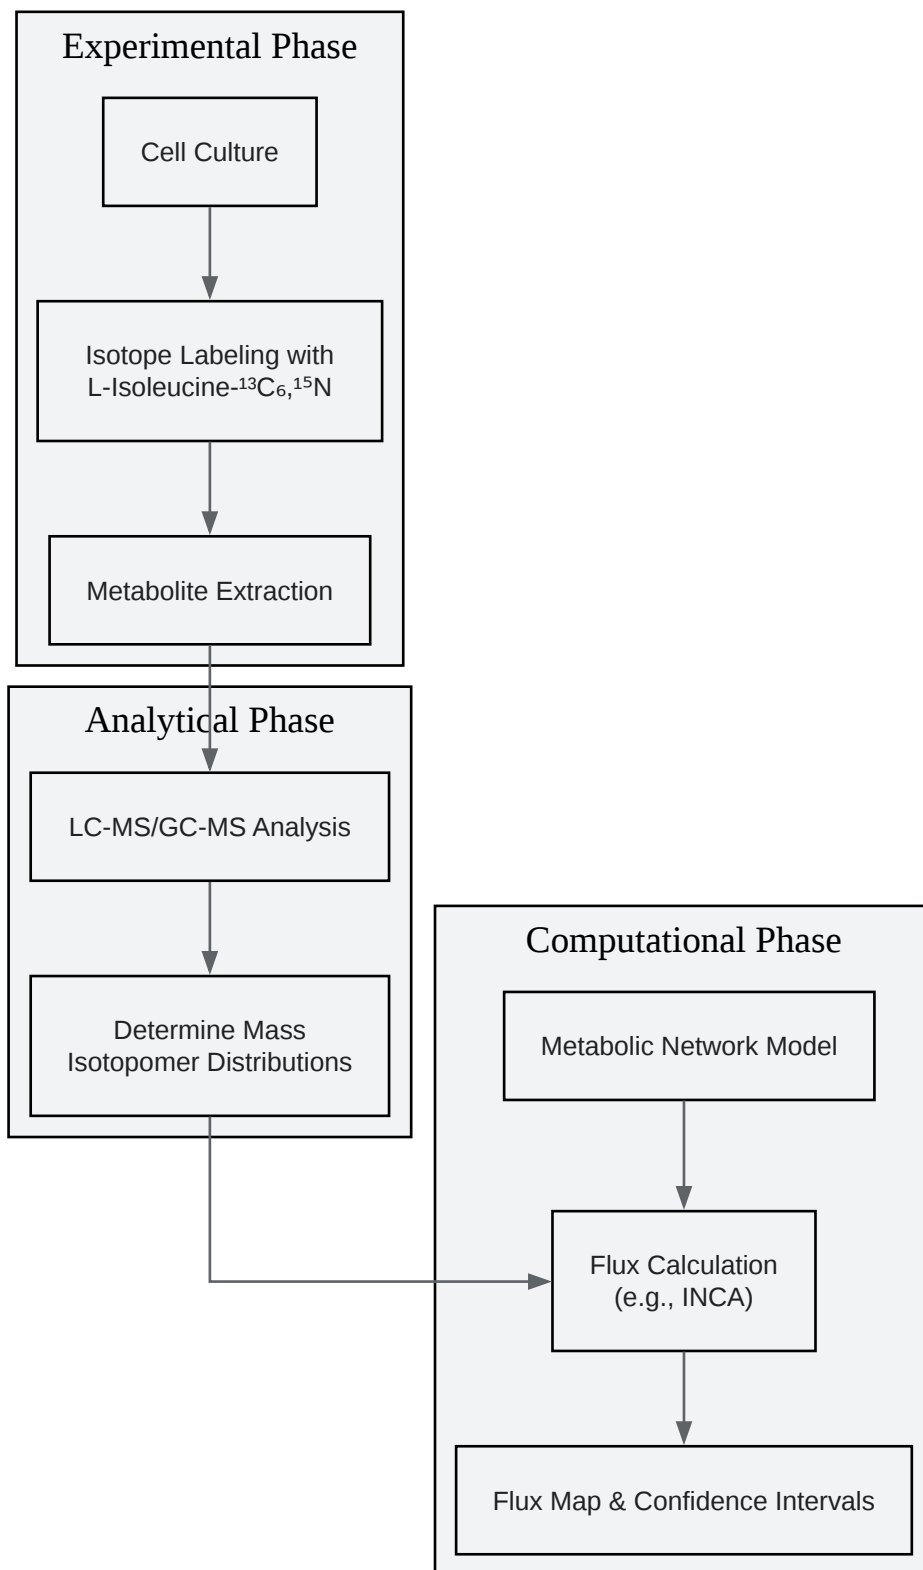 Experimental Phase
Cell Culture
Isotope Labeling with
L-Isoleucine-¹³C₆,¹⁵N
Metabolite Extraction
Analytical Phase
LC-MS/GC-MS Analysis
Determine Mass
Isotopomer Distributions
Computational Phase
Metabolic Network Model
Flux Calculation
(e.g., INCA)
Flux Map & Confidence Intervals